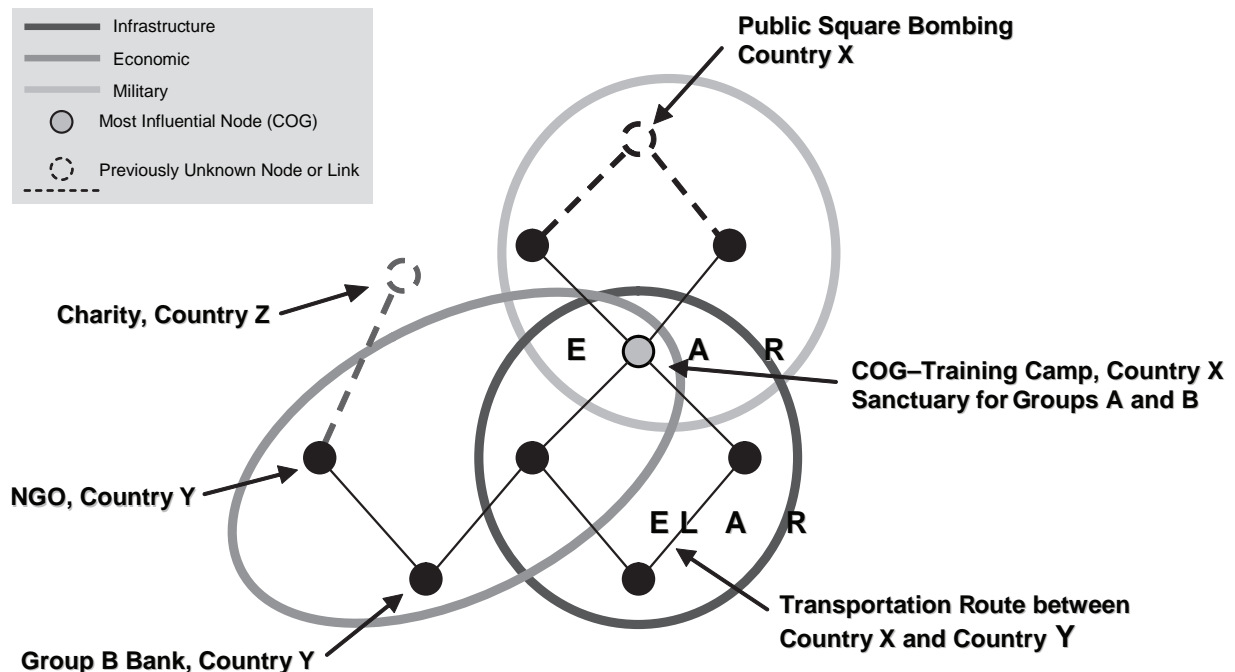 Infrastructure
Economic
Military
Most Influential Node (COG)
Previously Unknown Node or Link
Public Square Bombing
Country X
Charity, Country Z
E A R
COG–Training Camp, Country X
Sanctuary for Groups A and B
NGO, Country Y
E L A R
Transportation Route between
Country X and Country Y
Group B Bank, Country Y